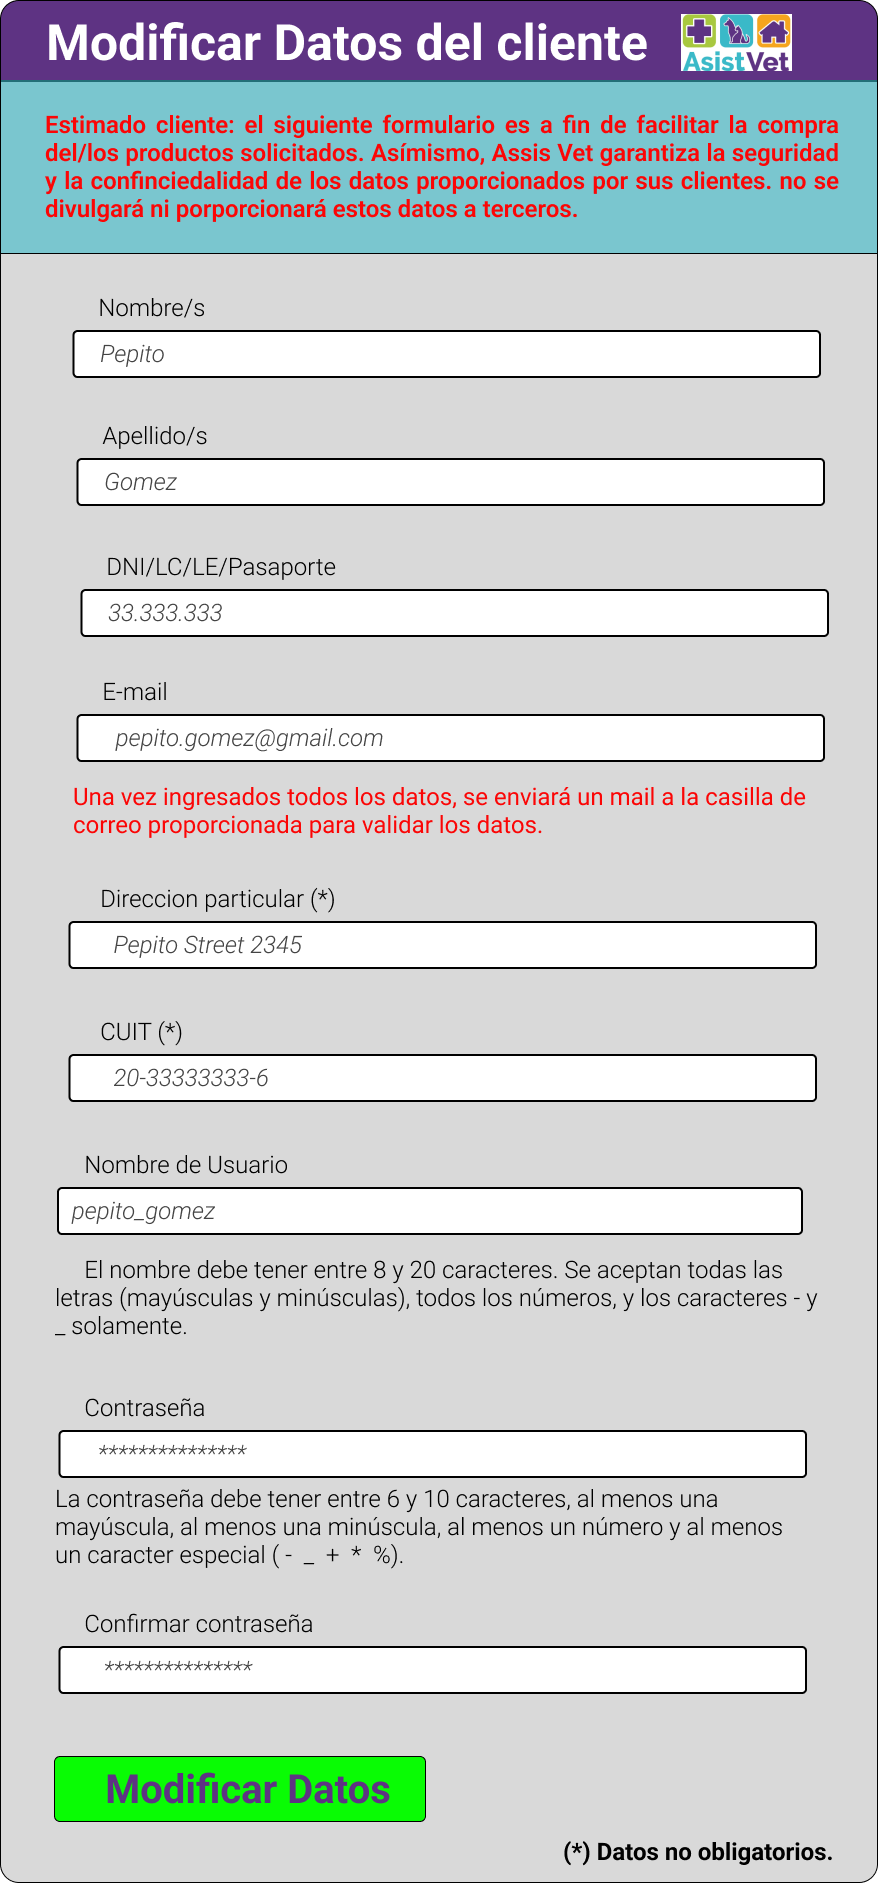 Modificar Datos del cliente
AsistVet
Estimado cliente: el siguiente formulario es a fin de facilitar la compra
del/los productos solicitados. Asímismo, Assis Vet garantiza la seguridad
y la confinciedalidad de los datos proporcionados por sus clientes. no se
divulgará ni porporcionará estos datos a terceros.
Nombre/s
Pepito
Apellido/s
Gomez
DNI/LC/LE/Pasaporte
33.333.333
E-mail
pepito.gomez@gmail.com
Una vez ingresados todos los datos, se enviará un mail a la casilla de
correo proporcionada para validar los datos.
Direccion particular (*)
Pepito Street 2345
CUIT (*)
20-33333333-6
Nombre de Usuario
pepito_gomez
El nombre debe tener entre 8 y 20 caracteres. Se aceptan todas las
letras (mayúsculas y minúsculas), todos los números, y los caracteres - y
_ solamente.
Contraseña
***************
La contraseña debe tener entre 6 y 10 caracteres, al menos una
mayúscula, al menos una minúscula, al menos un número y al menos
un caracter especial ( - _ + * %).
Confirmar contraseña
***************
Modificar Datos
(*) Datos no obligatorios.